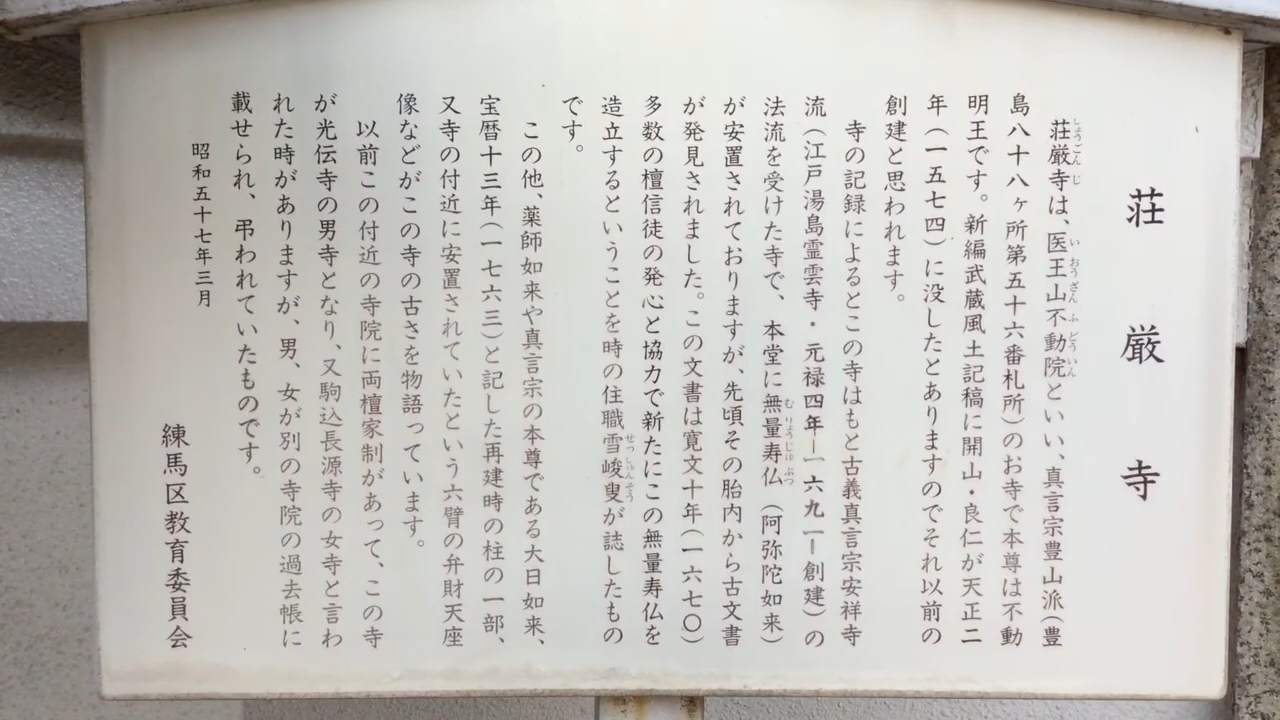 荘厳寺
荘厳寺は、医王山不動院といい、真言宗豊山派(豊
島八十八ヶ所第五十六番札所)のお寺で本尊は不動
明王です。新編武蔵風土記稿に開山・良仁が天正二
年(一五七四)に没したとありますのでそれ以前の
創建と思われます。
寺の記録によるとこの寺はもと古義真言宗安祥寺
流(江戸湯島霊雲寺・元禄四年ー一六九一ー創建)の
法流を受けた寺で、本堂に無量寿仏(阿弥陀如来)
が安置されておりますが、先頃その胎内から古文書
が発見されました。この文書は寛文十年(一六七〇)
多数の檀信徒の発心と協力で新たにこの無量寿仏を
造立するということを時の住職雪峻叟が誌したもの
です。
この他、薬師如来や真言宗の本尊である大日如来、
宝暦十三年(一七六三)と記した再建時の柱の一部、
又寺の付近に安置されていたという六臂の弁財天座
像などがこの寺の古さを物語っています。
以前この付近の寺院に両檀家制があって、この寺
が光伝寺の男寺となり、又駒込長源寺の女寺と言わ
れた時がありますが、男、女が別の寺院の過去帳に
載せられ、弔われていたものです。
昭和五十七年三月
練馬区教育委員会